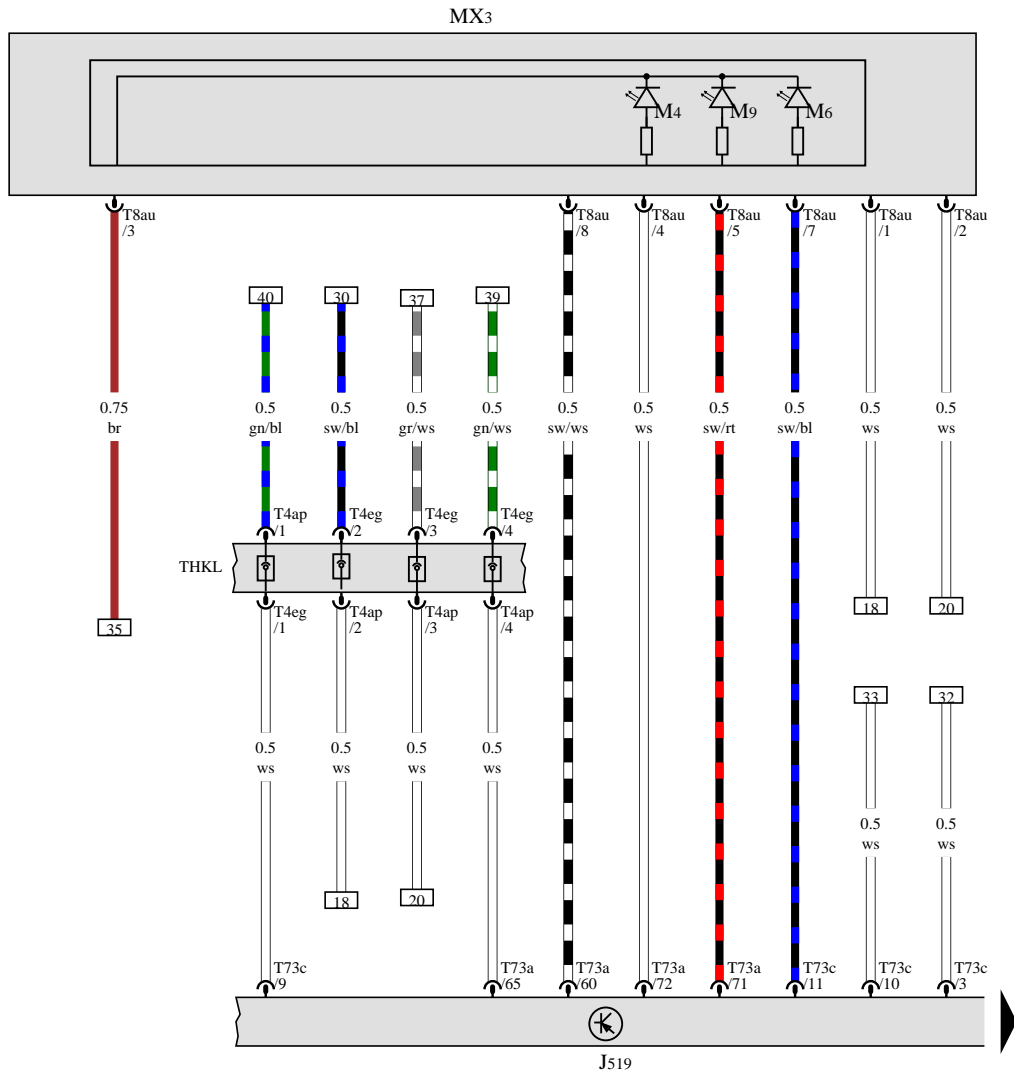 MX3
M4 M9 M6
T8au T8au T8au T8au T8au T8au T8au
/3 /8 /4 /5 /7 /1 /2
40 30 37 39
0.75 0.5 0.5 0.5 0.5 0.5 0.5 0.5 0.5 0.5 0.5
br gn/bl sw/bl gr/ws gn/ws sw/ws ws sw/rt sw/bl ws ws
T4ap T4eg T4eg T4eg
/1 /2 /3 /4
THKL
T4eg T4ap T4ap T4ap
/1 /2 /3 /4
18 20
35
33 32
0.5 0.5 0.5 0.5
ws ws ws ws
0.5 0.5
ws ws
18 20
T73c T73a T73a T73a T73a T73c T73c T73c
/9 /65 /60 /72 /71 /11 /10 /3
J519